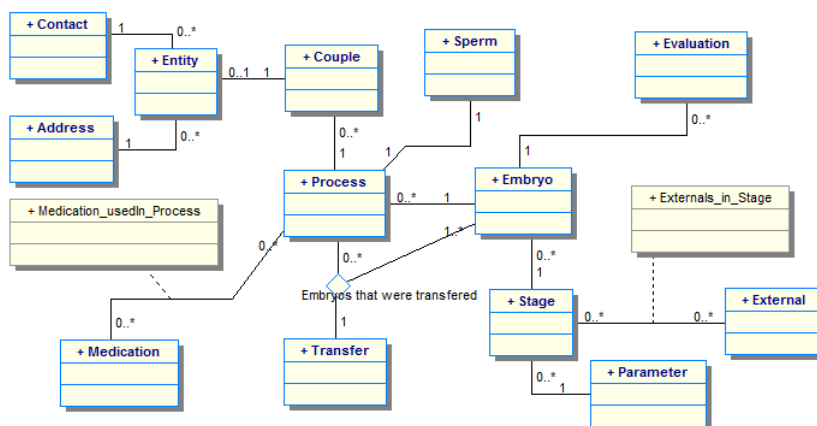 + Contact
+ Entity
+ Couple
+ Sperm
+ Evaluation
1
0..*
0..1
1
+ Address
1
0..*
0..*
1
1
1
0..*
1
+ Process
+ Embryo
0..*
1
+ Medication_usedIn_Process
+ Externals_in_Stage
0..*
1..*
0..*
0..*
1
Embryos that were transfered
+ Stage
+ External
0..*
0..*
0..*
1
+ Medication
+ Transfer
0..*
1
+ Parameter